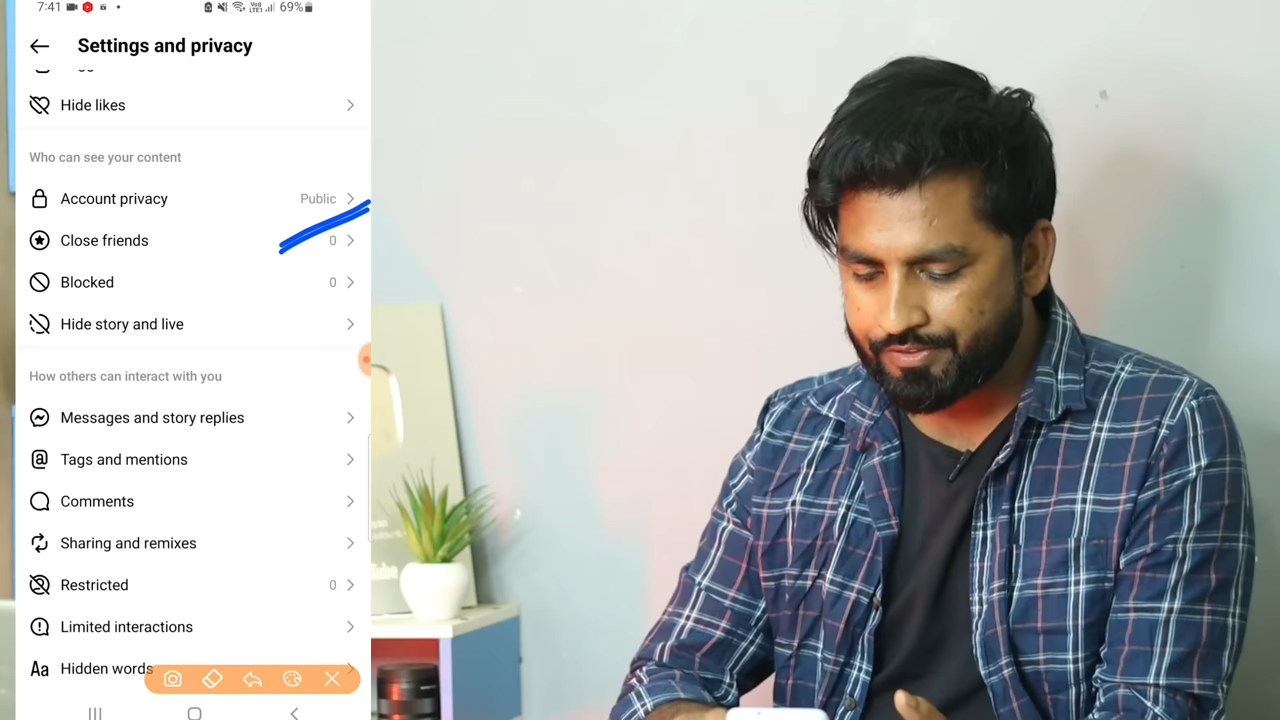 7:41
69%
Settings and privacy
Hide likes
Who can see your content
Account privacy
Public
Close friends
0
Blocked
0
Hide story and live
How others can interact with you
Messages and story replies
Tags and mentions
Comments
Sharing and remixes
Restricted
0
Limited interactions
Aa Hidden words